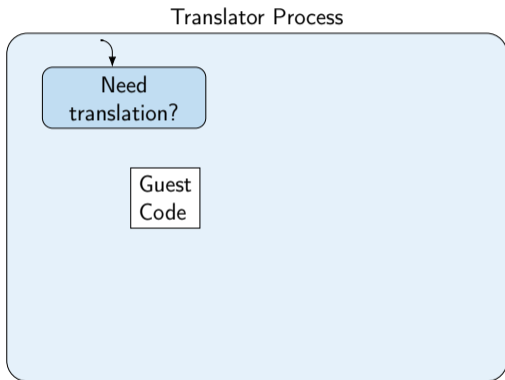 Translator Process
Need
translation?
Guest
Code